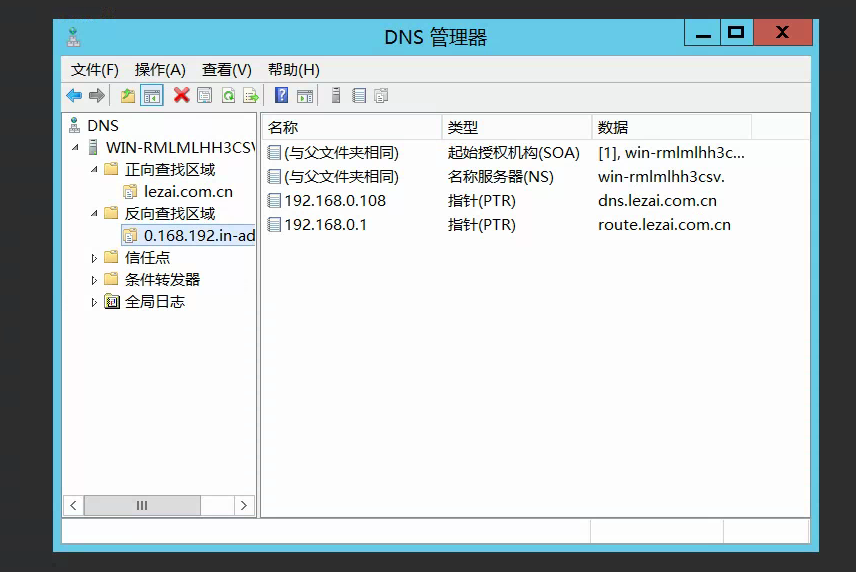 DNS 管理器
文件(F) 操作(A) 查看(V) 帮助(H)
DNS
WIN-RMLMLHH3CSV
正向查找区域
lezai.com.cn
反向查找区域
0.168.192.in-ad
信任点
条件转发器
全局日志
名称 类型 数据
(与父文件夹相同) 起始授权机构(SOA) [1], win-rmlmlhh3c...
(与父文件夹相同) 名称服务器(NS) win-rmlmlhh3csv.
192.168.0.108 指针(PTR) dns.lezai.com.cn
192.168.0.1 指针(PTR) route.lezai.com.cn